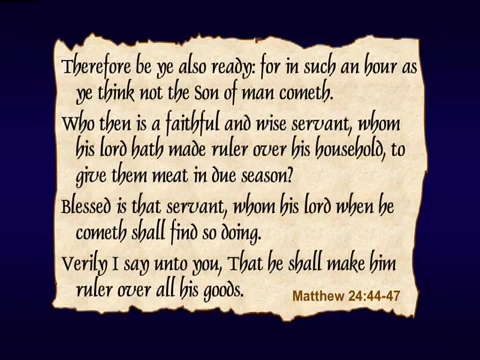 Therefore be ye also ready: for in such an hour as
ye think not the Son of man cometh.
Who then is a faithful and wise servant, whom
his lord hath made ruler over his household, to
give them meat in due season?
Blessed is that servant, whom his lord when he
cometh shall find so doing.
Verily I say unto you, That he shall make him
ruler over all his goods.
Matthew 24:44-47